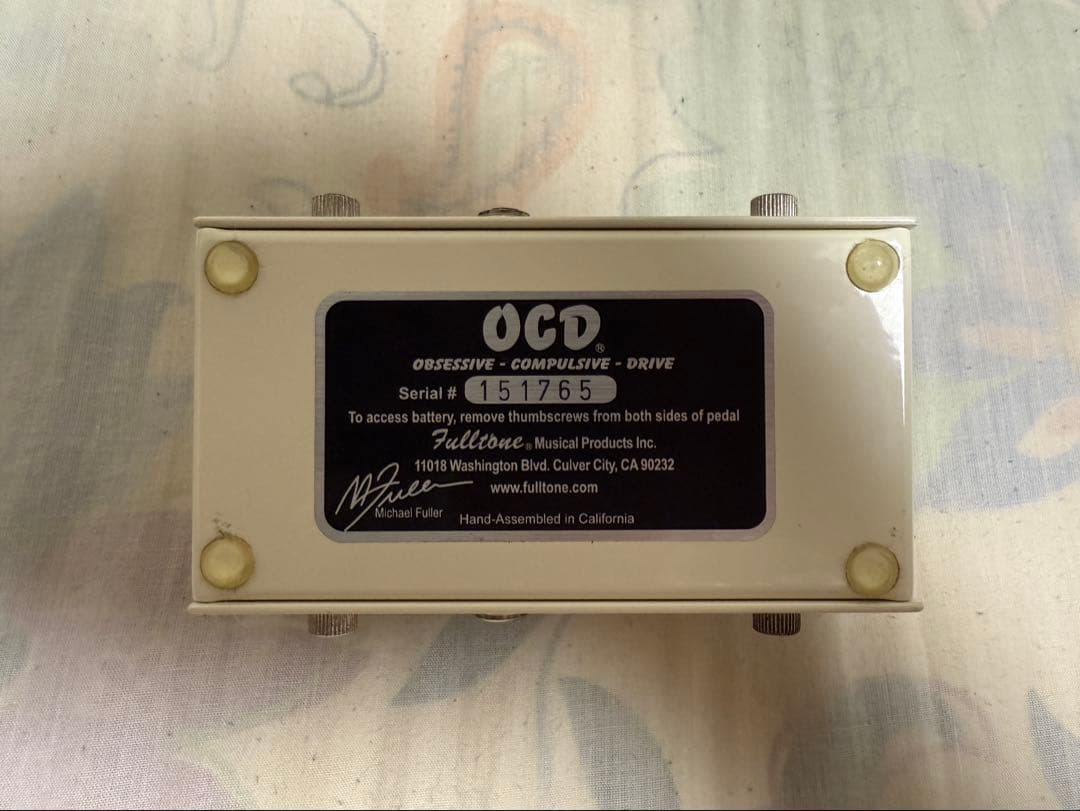 OCD®
OBSESSIVE - COMPULSIVE - DRIVE
Serial # 151765
To access battery, remove thumbscrews from both sides of pedal
Fulltone® Musical Products Inc.
11018 Washington Blvd. Culver City, CA 90232
www.fulltone.com
M Fuller
Michael Fuller
Hand-Assembled in California